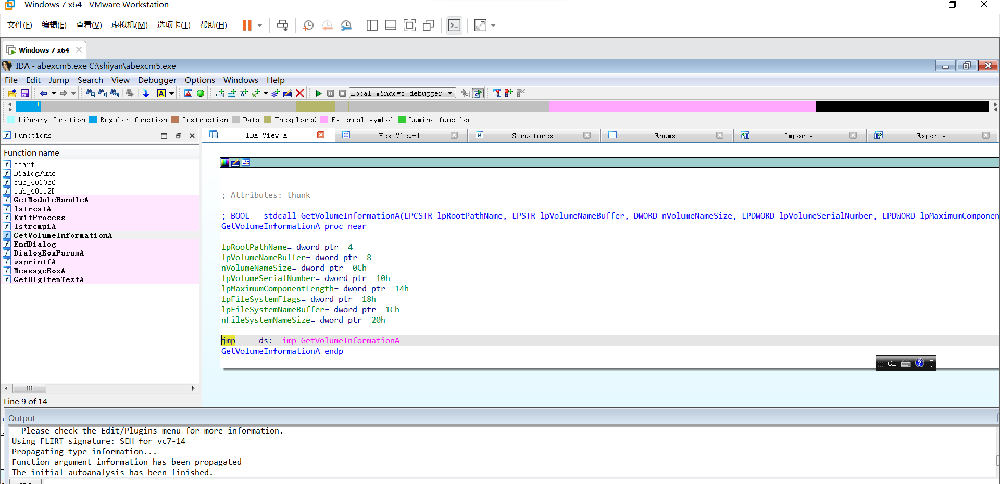 Windows 7 x64 - VMware Workstation
文件(F) 编辑(E) 查看(V) 虚拟机(M) 选项卡(T) 帮助(H)
Windows 7 x64
IDA - abexcm5.exe C:\shiyan\abexcm5.exe
File Edit Jump Search View Debugger Options Windows Help
Local Windows debugger
Library function Regular function Instruction Data Unexplored External symbol Lumina function
Functions
IDA View-A
Hex View-1
Structures
Enums
Imports
Exports
Function name
start
DialogFunc
sub_401056
sub_40112D
GetModuleHandleA
lstrcatA
ExitProcess
lstrcmpiA
GetVolumeInformationA
EndDialog
DialogBoxParamA
wsprintfA
MessageBoxA
GetDlgItemTextA
Line 9 of 14
; Attributes: thunk
; BOOL __stdcall GetVolumeInformationA(LPCSTR lpRootPathName, LPSTR lpVolumeNameBuffer, DWORD nVolumeNameSize, LPDWORD lpVolumeSerialNumber, LPDWORD lpMaximumComponen
GetVolumeInformationA proc near
lpRootPathName= dword ptr  4
lpVolumeNameBuffer= dword ptr  8
nVolumeNameSize= dword ptr  0Ch
lpVolumeSerialNumber= dword ptr  10h
lpMaximumComponentLength= dword ptr  14h
lpFileSystemFlags= dword ptr  18h
lpFileSystemNameBuffer= dword ptr  1Ch
nFileSystemNameSize= dword ptr  20h
jmp     ds:__imp_GetVolumeInformationA
GetVolumeInformationA endp
CH
Output
Please check the Edit/Plugins menu for more information.
Using FLIRT signature: SEH for vc7-14
Propagating type information...
Function argument information has been propagated
The initial autoanalysis has been finished.